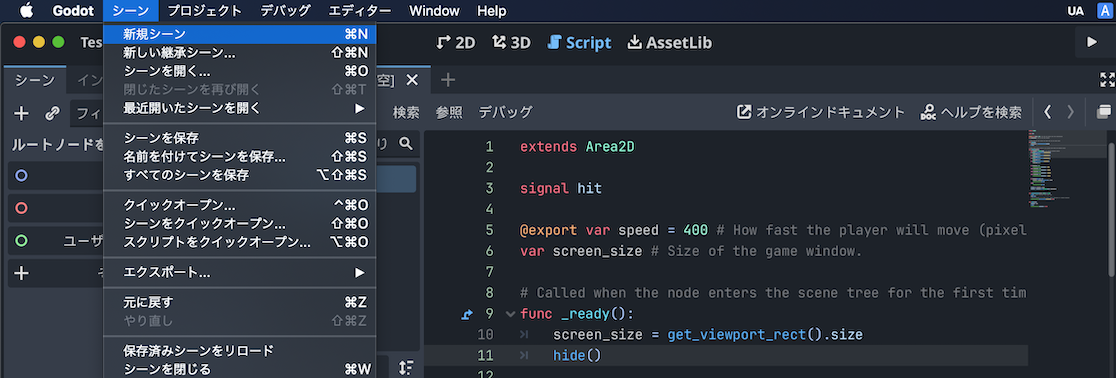 Godot シーン プロジェクト デバッグ エディター Window Help UA A
2D 3D Script AssetLib
シーン
空]
検索 参照 デバッグ オンラインドキュメント ヘルプを検索
新規シーン ⌘N
新しい継承シーン... ⇧⌘N
シーンを開く... ⌘O
閉じたシーンを再び開く ⇧⌘T
最近開いたシーンを開く
シーンを保存 ⌘S
名前を付けてシーンを保存... ⇧⌘S
すべてのシーンを保存 ⌥⇧⌘S
クイックオープン... ^⌘O
シーンをクイックオープン... ⇧⌘O
スクリプトをクイックオープン... ⌥⌘O
エクスポート...
元に戻す ⌘Z
やり直し ⇧⌘Z
保存済みシーンをリロード
シーンを閉じる ⌘W
ルートノードを
1 extends Area2D
2
3 signal hit
4
5 @export var speed = 400 # How fast the player will move (pixel
6 var screen_size # Size of the game window.
7
8 # Called when the node enters the scene tree for the first tim
9 func _ready():
10 screen_size = get_viewport_rect().size
11 hide()
12